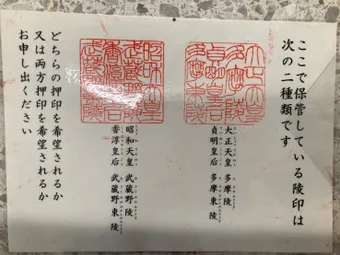 ここで保管している陵印は
次の二種類です
大正天皇 多摩陵
貞明皇后 多摩東陵
昭和天皇 武蔵野陵
香淳皇后 武蔵野東陵
どちらの押印を希望されるか
又は両方押印を希望されるか
お申し出ください